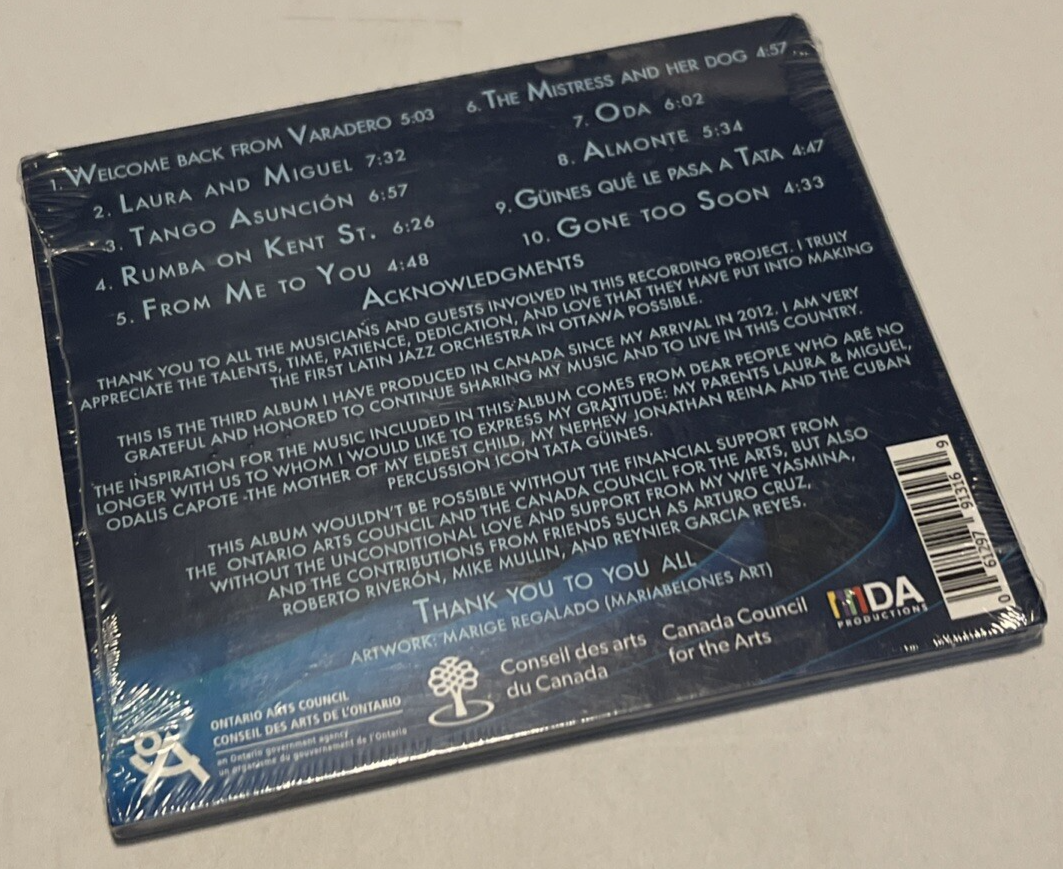 1. Welcome back from Varadero 5:03
2. Laura and Miguel 7:32
3. Tango Asunción 6:57
4. Rumba on Kent St. 6:26
5. From Me to You 4:48
6. The Mistress and her dog 4:57
7. Oda 6:02
8. Almonte 5:34
9. Güines qué le pasa a Tata 4:47
10. Gone too Soon 4:33
Acknowledgments
THANK YOU TO ALL THE MUSICIANS AND GUESTS INVOLVED IN THIS RECORDING PROJECT. I TRULY
APPRECIATE THE TALENTS, TIME, PATIENCE, DEDICATION, AND LOVE THAT THEY HAVE PUT INTO MAKING
THE FIRST LATIN JAZZ ORCHESTRA IN OTTAWA POSSIBLE.
THIS IS THE THIRD ALBUM I HAVE PRODUCED IN CANADA SINCE MY ARRIVAL IN 2012. I AM VERY
GRATEFUL AND HONORED TO CONTINUE SHARING MY MUSIC AND TO LIVE IN THIS COUNTRY.
THE INSPIRATION FOR THE MUSIC INCLUDED IN THIS ALBUM COMES FROM DEAR PEOPLE WHO ARE NO
LONGER WITH US TO WHOM I WOULD LIKE TO EXPRESS MY GRATITUDE: MY PARENTS LAURA & MIGUEL,
ODALIS CAPOTE -THE MOTHER OF MY ELDEST CHILD, MY NEPHEW JONATHAN REINA AND THE CUBAN
PERCUSSION ICON TATA GÜINES.
THIS ALBUM WOULDN'T BE POSSIBLE WITHOUT THE FINANCIAL SUPPORT FROM
THE ONTARIO ARTS COUNCIL AND THE CANADA COUNCIL FOR THE ARTS, BUT ALSO
WITHOUT THE UNCONDITIONAL LOVE AND SUPPORT FROM MY WIFE YASMINA,
AND THE CONTRIBUTIONS FROM FRIENDS SUCH AS ARTURO CRUZ,
ROBERTO RIVERÓN, MIKE MULLIN, AND REYNIER GARCIA REYES.
Thank you to you all
ARTWORK: MARIGE REGALADO (MARIABELONES ART)
ONTARIO ARTS COUNCIL
CONSEIL DES ARTS DE L'ONTARIO
an Ontario government agency
un organisme du gouvernement de l'Ontario
Conseil des arts
du Canada
Canada Council
for the Arts
MDA
PRODUCTIONS
0 61297 91316 9